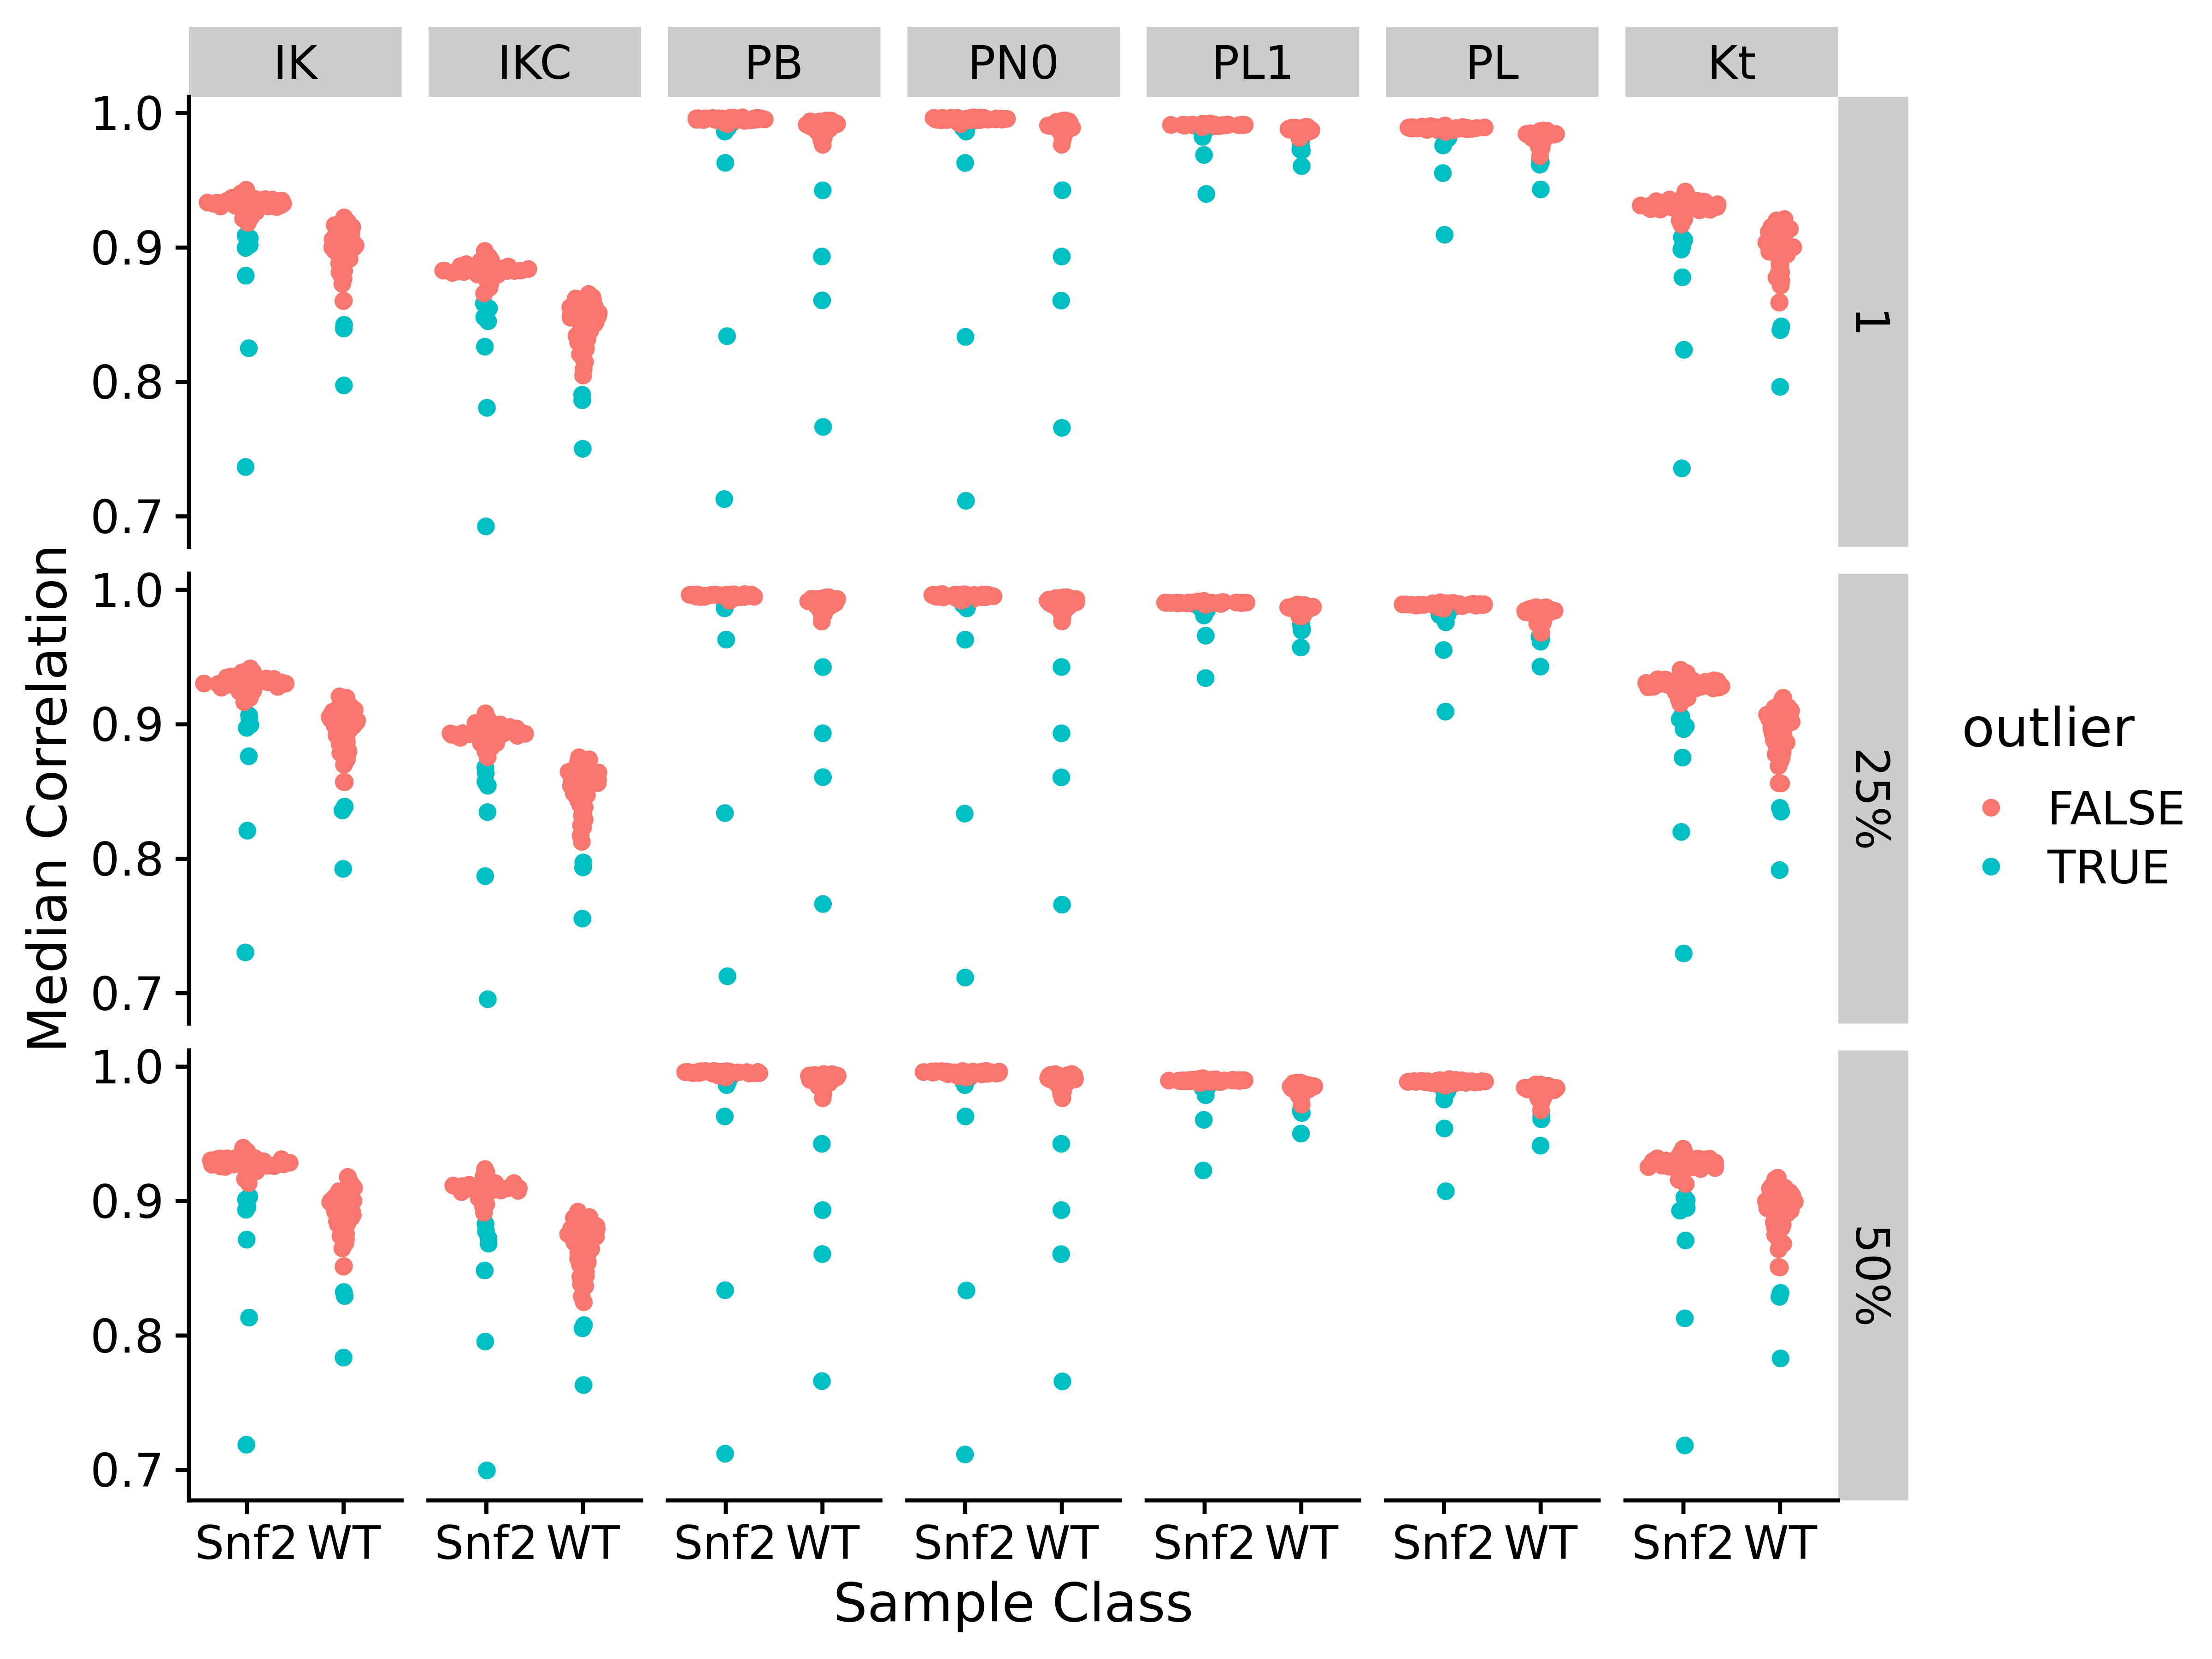 IK IKC PB PN0 PL1 PL Kt
Median Correlation
1.0
0.9
0.8
0.7
1
1.0
0.9
0.8
0.7
25%
1.0
0.9
0.8
0.7
50%
Snf2 WT Snf2 WT Snf2 WT Snf2 WT Snf2 WT Snf2 WT Snf2 WT
Sample Class
outlier
FALSE
TRUE